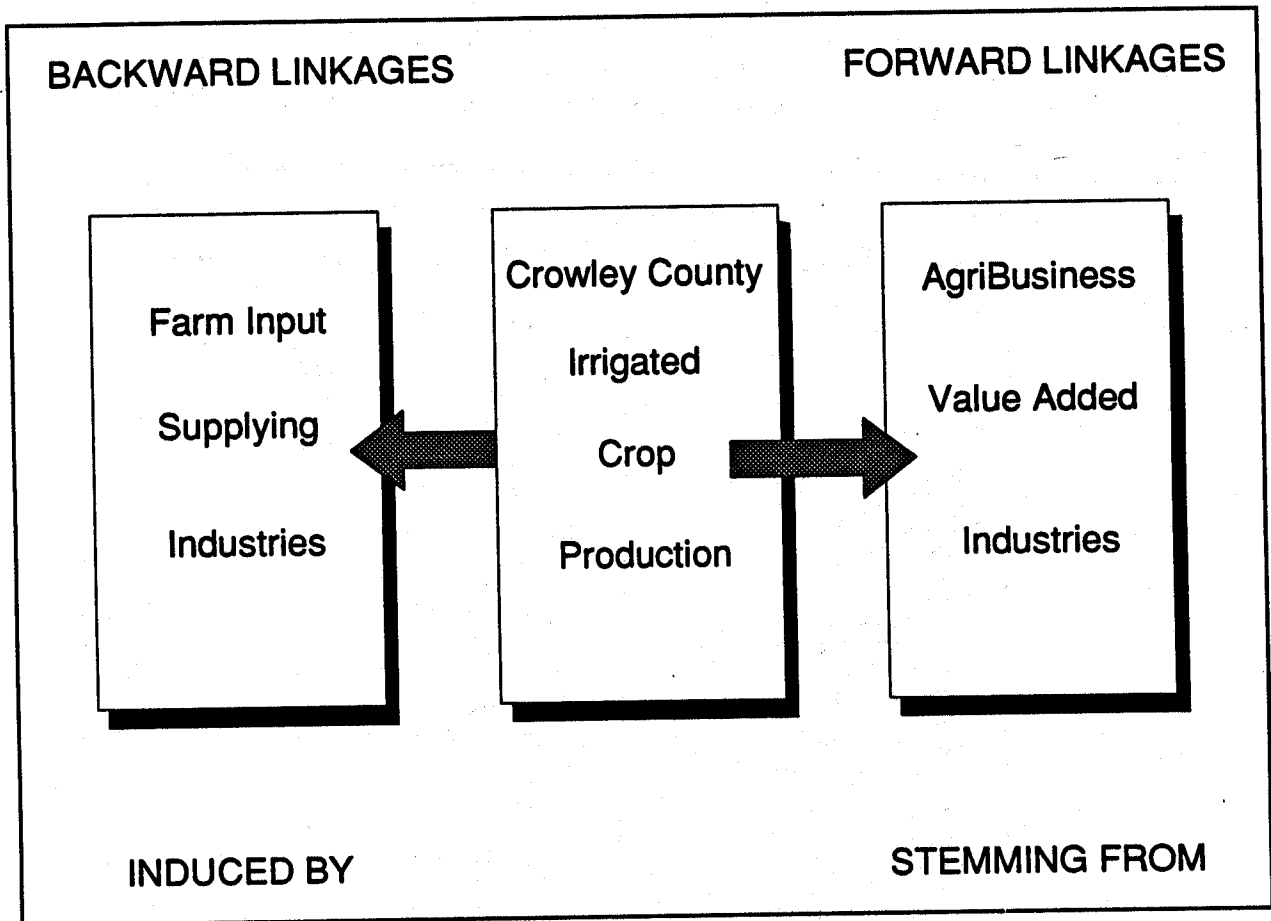 BACKWARD LINKAGES
FORWARD LINKAGES
Farm Input
Supplying
Industries
Crowley County
Irrigated
Crop
Production
AgriBusiness
Value Added
Industries
INDUCED BY
STEMMING FROM